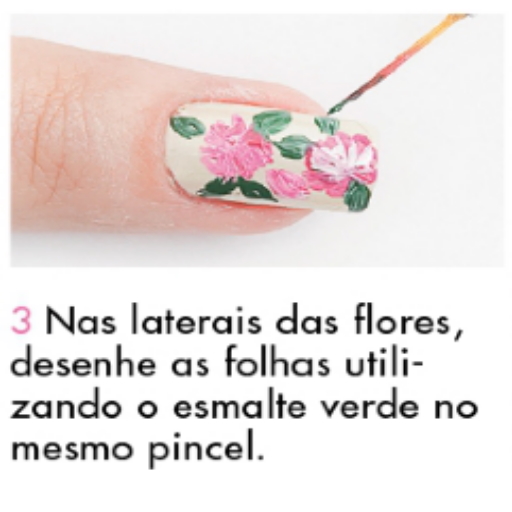 3 Nas laterais das flores,
desenhe as folhas utili-
zando o esmalte verde no
mesmo pincel.